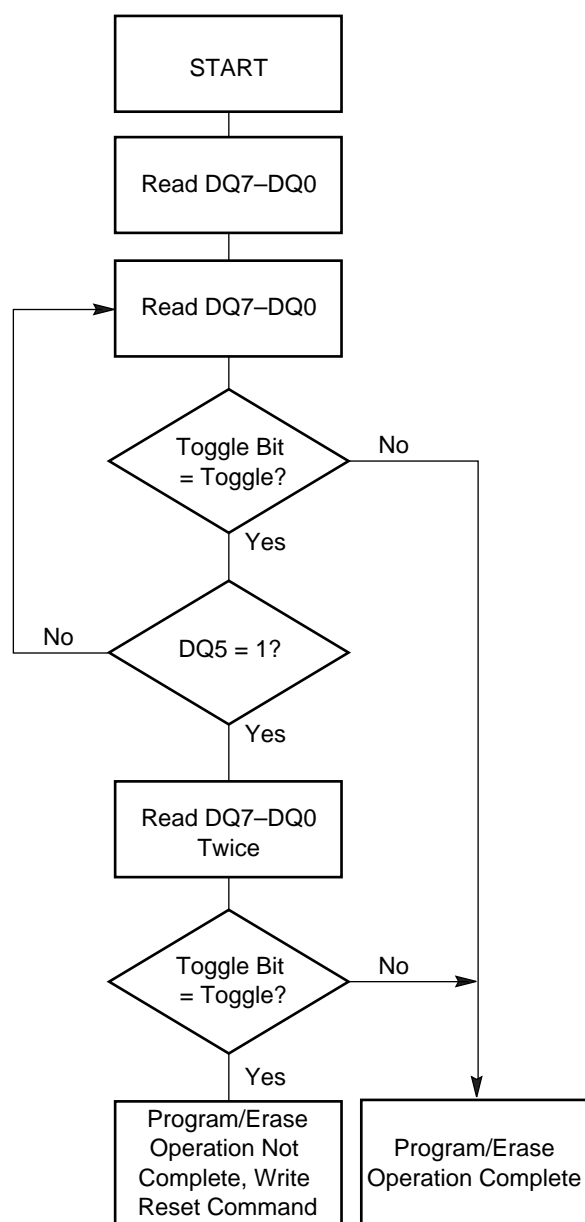 START
Read DQ7–DQ0
Read DQ7–DQ0
Toggle Bit
= Toggle?
No
Yes
No
DQ5 = 1?
Yes
Read DQ7–DQ0
Twice
Toggle Bit
= Toggle?
No
Yes
Program/Erase
Operation Not
Complete, Write
Reset Command
Program/Erase
Operation Complete